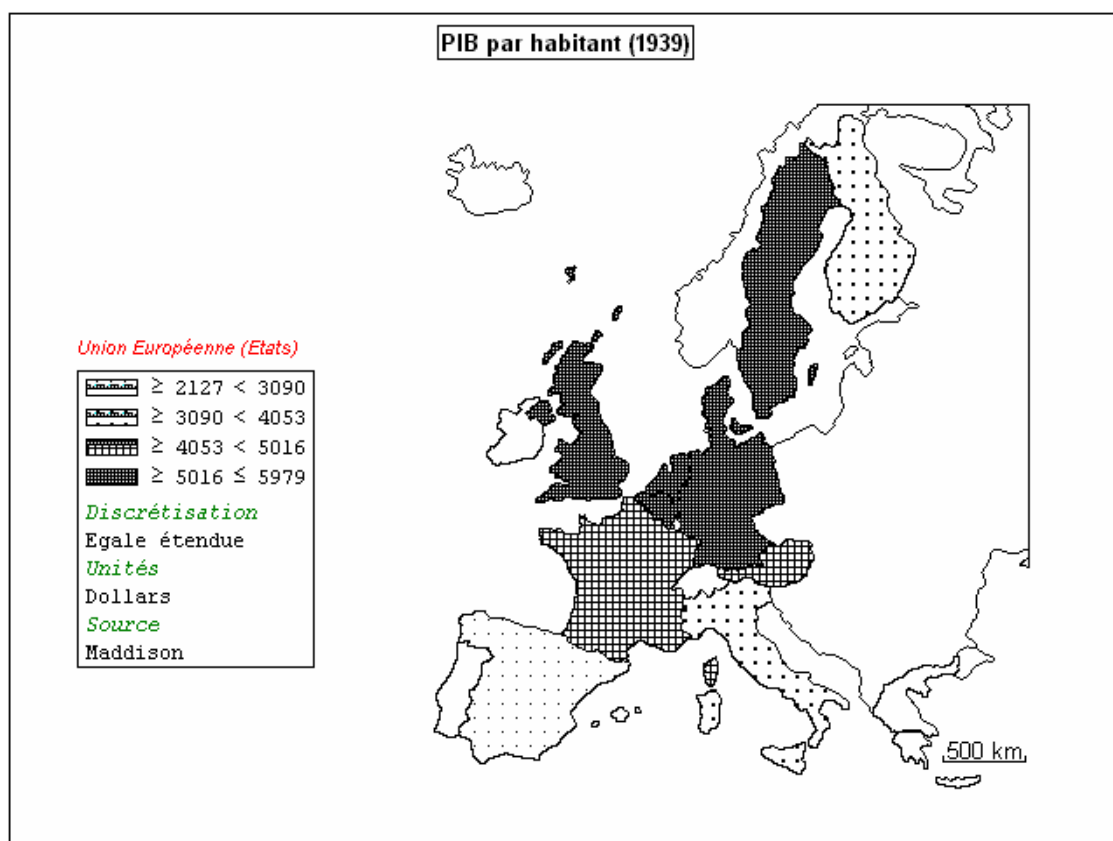 PIB par habitant (1939)
Union Européenne (Etats)
≥ 2127 < 3090
≥ 3090 < 4053
≥ 4053 < 5016
≥ 5016 ≤ 5979
Discrétisation
Egale étendue
Unités
Dollars
Source
Maddison
500 km